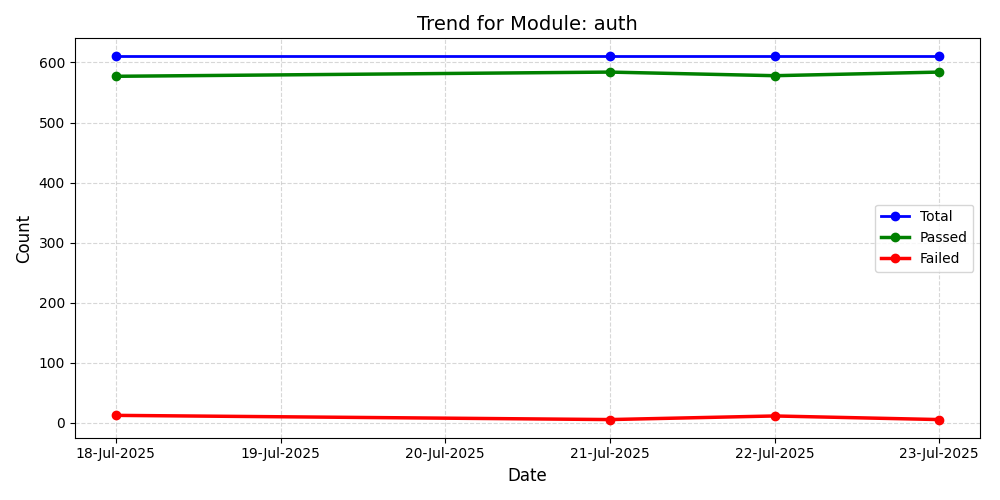 Trend for Module: auth
600
500
400
300
200
100
0
Count
Total
Passed
Failed
18-Jul-2025 19-Jul-2025 20-Jul-2025 21-Jul-2025 22-Jul-2025 23-Jul-2025
Date